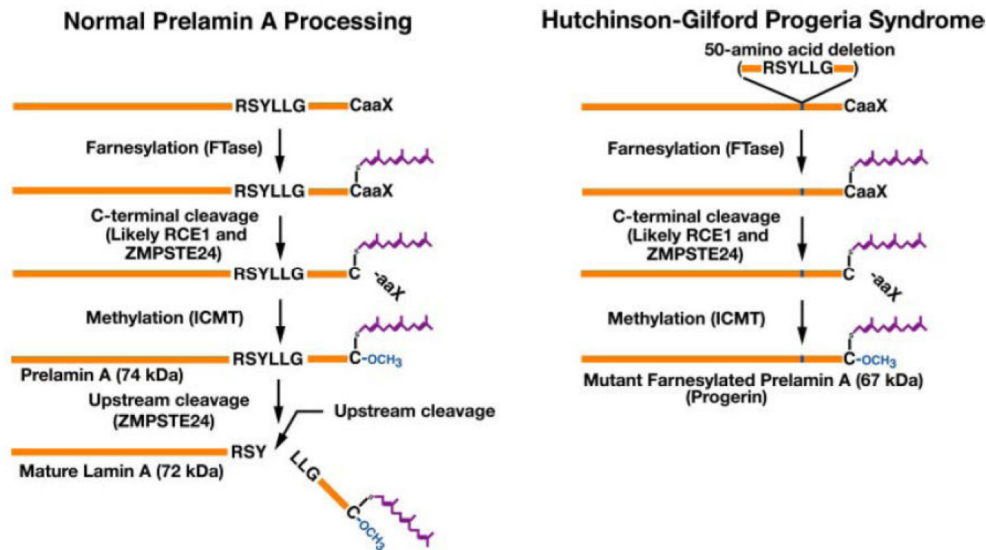 Normal Prelamin A Processing
RSYLLG CaaX
Farnesylation (FTase)
RSYLLG CaaX
C-terminal cleavage
(Likely RCE1 and
ZMPSTE24)
RSYLLG C
-aaX
Methylation (ICMT)
RSYLLG C-OCH3
Prelamin A (74 kDa)
Upstream cleavage
(ZMPSTE24)
Upstream cleavage
RSY
LLG
Mature Lamin A (72 kDa)
C
-OCH3
Hutchinson-Gilford Progeria Syndrome
50-amino acid deletion
( RSYLLG )
CaaX
Farnesylation (FTase)
CaaX
C-terminal cleavage
(Likely RCE1 and
ZMPSTE24)
C
-aaX
Methylation (ICMT)
C-OCH3
Mutant Farnesylated Prelamin A (67 kDa)
(Progerin)